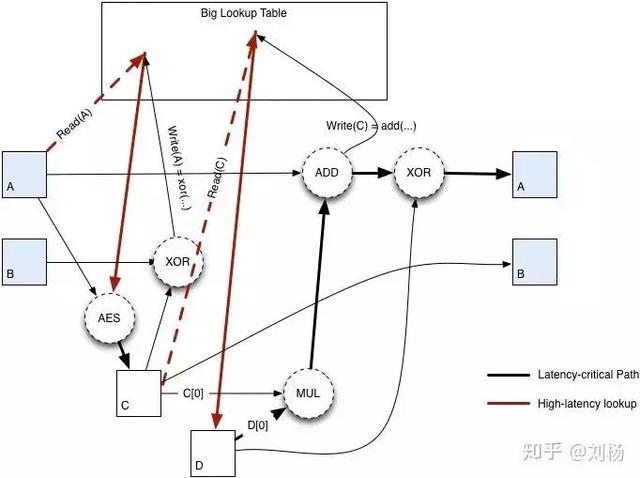 Big Lookup Table
Read(A)
Write(A) = xor(...)
Read(C)
Write(C) = add(...)
A
ADD
XOR
A
B
XOR
B
AES
C
C[0]
MUL
D[0]
D
Latency-critical Path
High-latency lookup
知乎 @刘杨